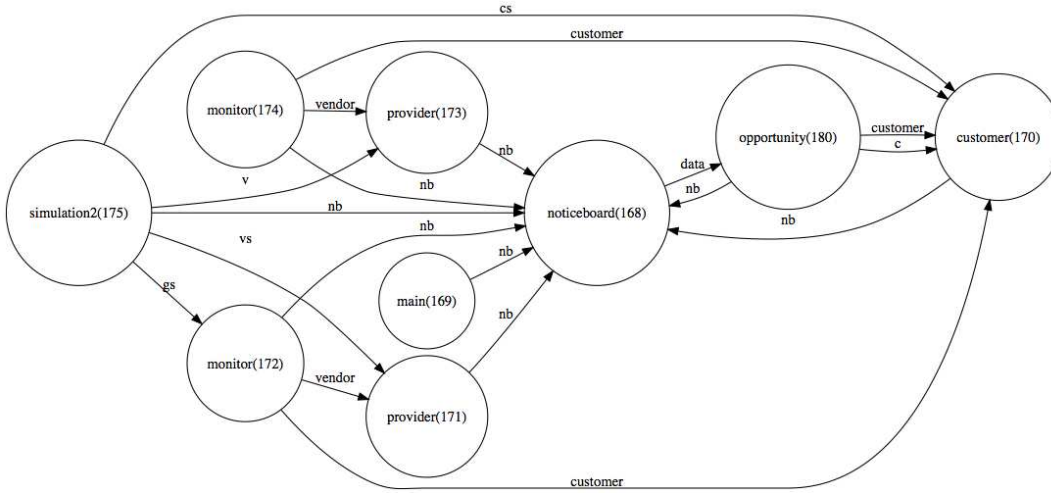 cs
customer
monitor(174)
vendor
provider(173)
opportunity(180)
customer
c
customer(170)
nb
data
nb
v
nb
simulation2(175)
nb
noticeboard(168)
nb
vs
nb
nb
gs
main(169)
nb
monitor(172)
vendor
provider(171)
customer